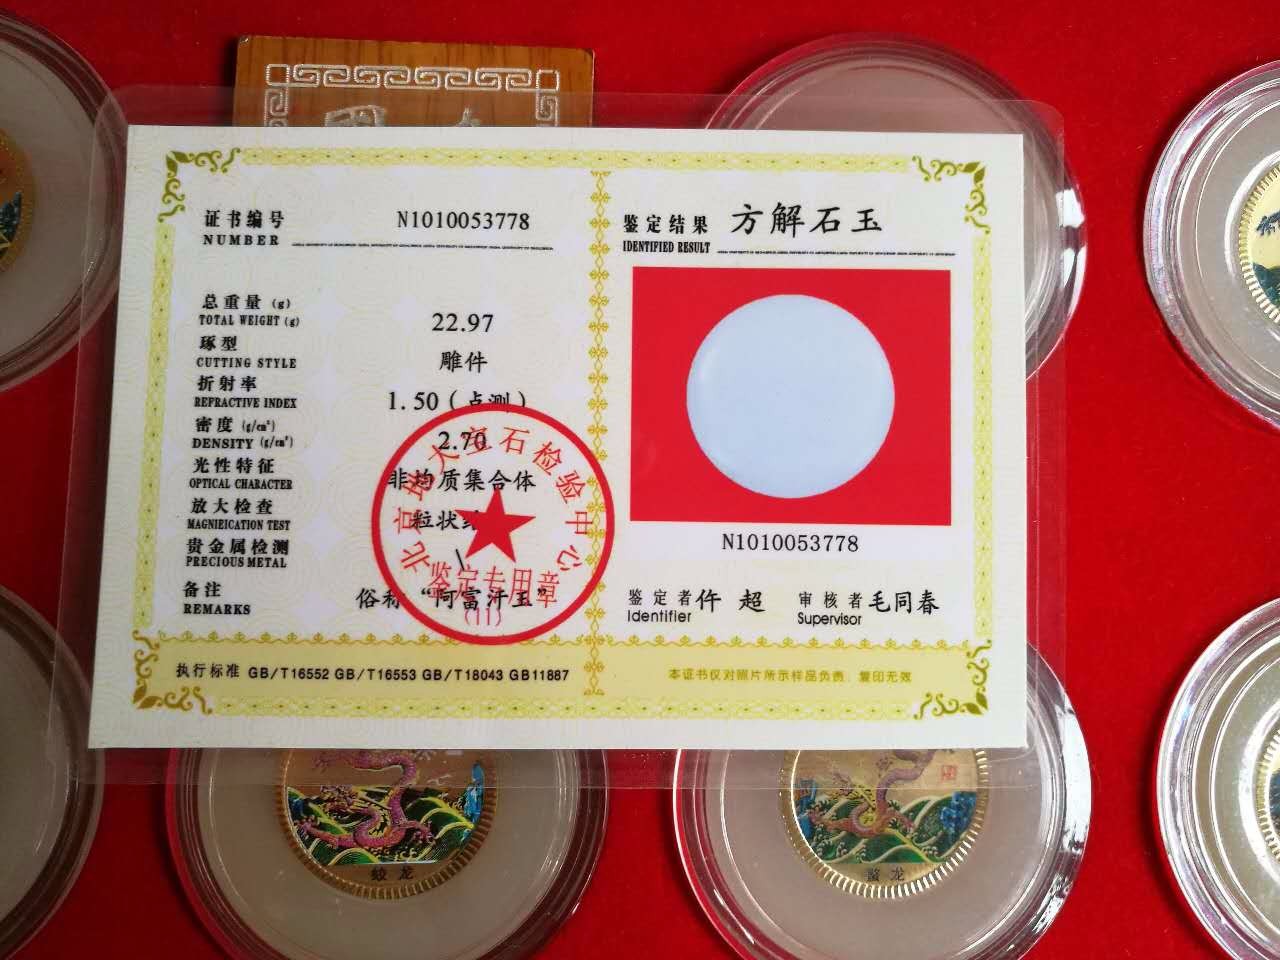 证书编号 N1010053778
NUMBER
总重量 (g) 22.97
TOTAL WEIGHT (g)
琢型 雕件
CUTTING STYLE
折射率 1.50 (点测)
REFRACTIVE INDEX
密度 (g/cm³) 2.70
DENSITY (g/cm³)
光性特征 非均质集合体
OPTICAL CHARACTER
放大检查 粒状结
MAGNIEICATION TEST
贵金属检测 /
PRECIOUS METAL
备注 俗称“阿富汗玉”
REMARKS
北京地大宝石检验中心
鉴定专用章
(11)
鉴定结果 方解石玉
IDENTIFIED RESULT
N1010053778
鉴定者 仵超 审核者 毛同春
Identifier Supervisor
执行标准 GB/T16552 GB/T16553 GB/T18043 GB11887
本证书仅对照片所示样品负责，复印无效
蛟龙